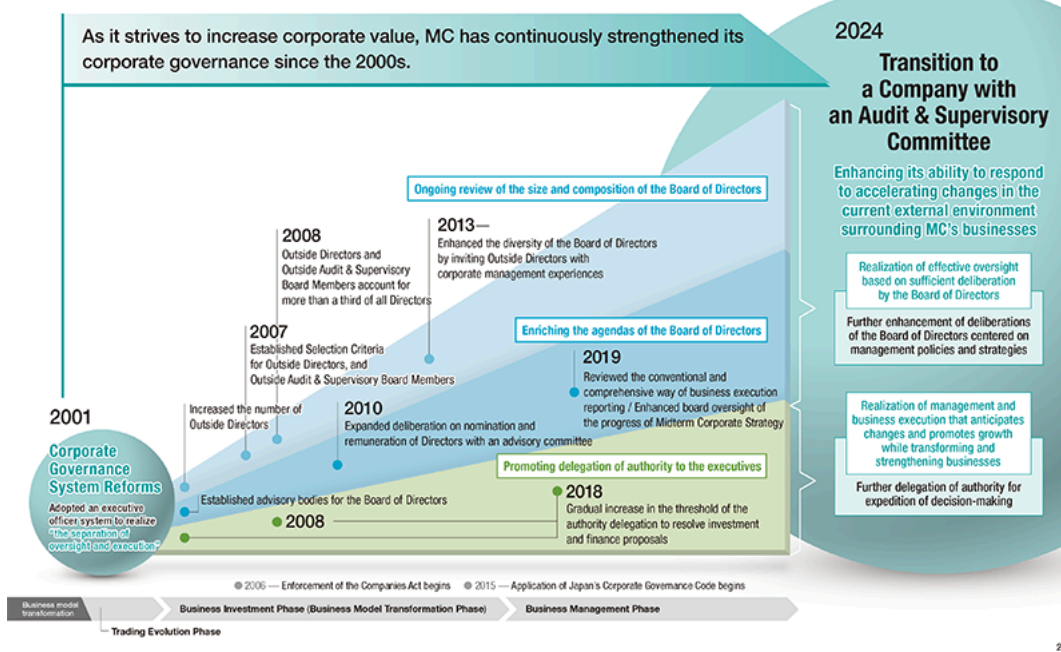 As it strives to increase corporate value, MC has continuously strengthened its
corporate governance since the 2000s.
2024
Transition to
a Company with
an Audit & Supervisory
Committee
Enhancing its ability to respond
to accelerating changes in the
current external environment
surrounding MC's businesses
Realization of effective oversight
based on sufficient deliberation
by the Board of Directors
Further enhancement of deliberations
of the Board of Directors centered on
management policies and strategies
Realization of management and
business execution that anticipates
changes and promotes growth
while transforming and
strengthening businesses
Further delegation of authority for
expedition of decision-making
Ongoing review of the size and composition of the Board of Directors
2013—
Enhanced the diversity of the Board of Directors
by inviting Outside Directors with
corporate management experiences
2008
Outside Directors and
Outside Audit & Supervisory
Board Members account for
more than a third of all Directors
2007
Established Selection Criteria
for Outside Directors, and
Outside Audit & Supervisory Board Members
Increased the number of
Outside Directors
Enriching the agendas of the Board of Directors
2019
Reviewed the conventional and
comprehensive way of business execution
reporting / Enhanced board oversight of
the progress of Midterm Corporate Strategy
2010
Expanded deliberation on nomination and
remuneration of Directors with an advisory committee
Established advisory bodies for the Board of Directors
Promoting delegation of authority to the executives
2008
2018
Gradual increase in the threshold of the
authority delegation to resolve investment
and finance proposals
2001
Corporate
Governance
System Reforms
Adopted an executive
officer system to realize
"the separation of
oversight and execution"
2006 — Enforcement of the Companies Act begins
2015 — Application of Japan's Corporate Governance Code begins
Business model
transformation
Trading Evolution Phase
Business Investment Phase (Business Model Transformation Phase)
Business Management Phase
2